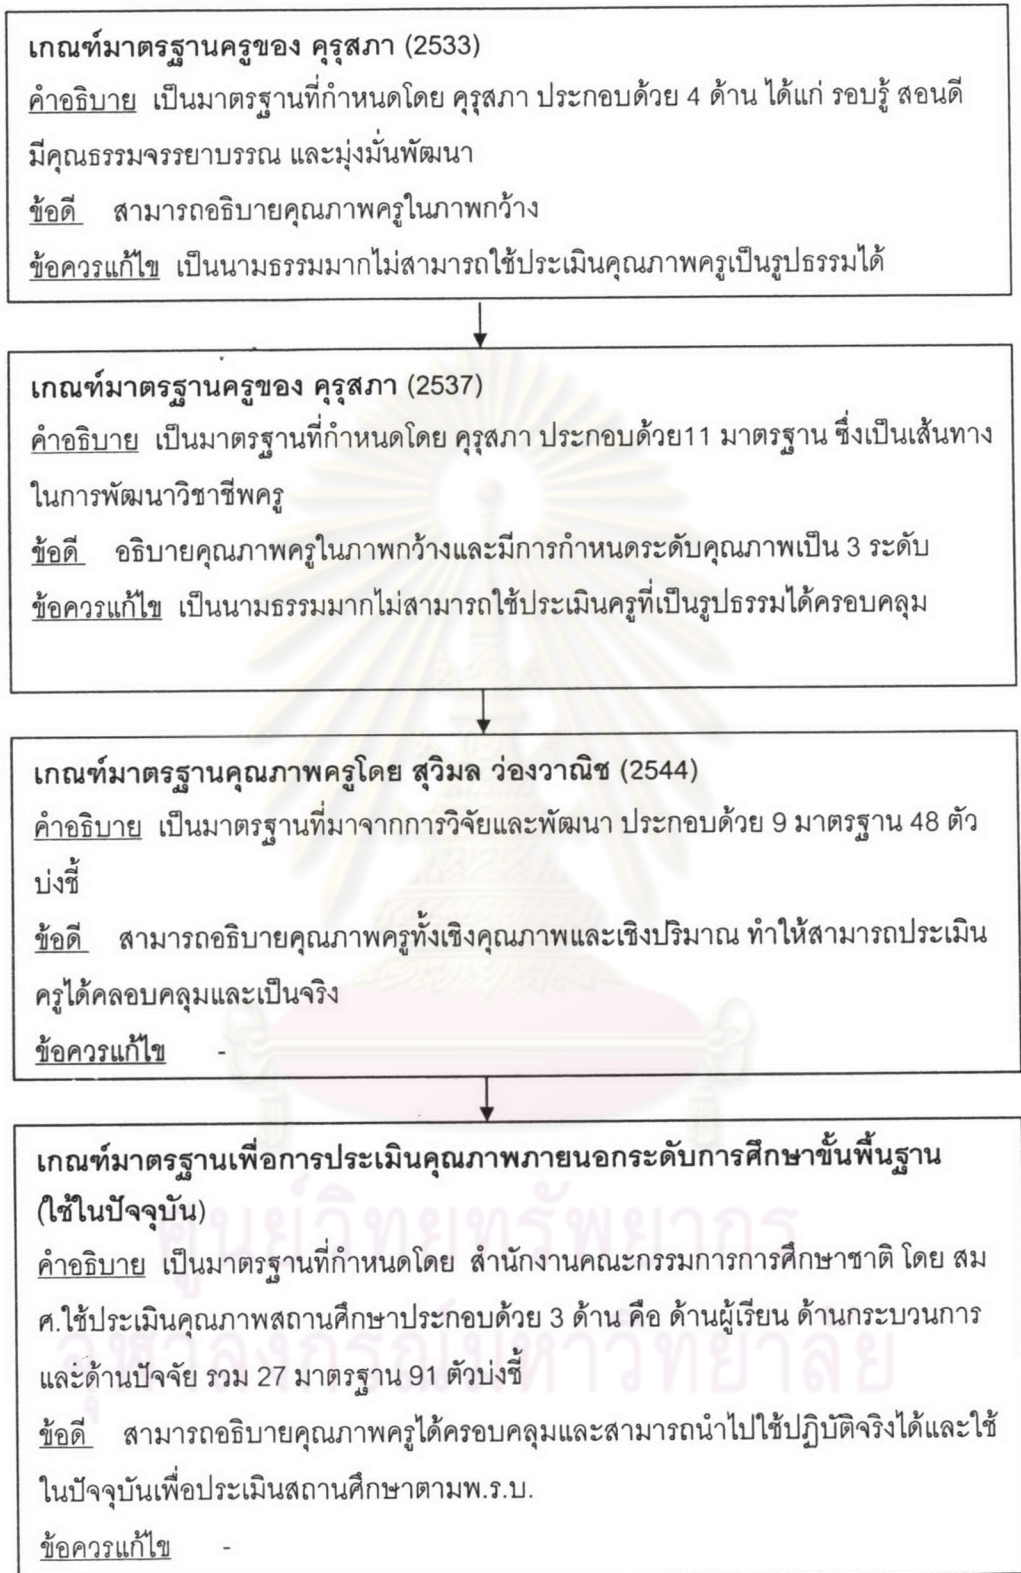 เกณฑ์มาตรฐานครูของ คุรุสภา (2533)
คำอธิบาย เป็นมาตรฐานที่กำหนดโดย คุรุสภา ประกอบด้วย 4 ด้าน ได้แก่ รอบรู้ สอนดี
มีคุณธรรมจรรยาบรรณ และมุ่งมั่นพัฒนา
ข้อดี สามารถอธิบายคุณภาพครูในภาพกว้าง
ข้อควรแก้ไข เป็นนามธรรมมากไม่สามารถใช้ประเมินคุณภาพครูเป็นรูปธรรมได้
เกณฑ์มาตรฐานครูของ คุรุสภา (2537)
คำอธิบาย เป็นมาตรฐานที่กำหนดโดย คุรุสภา ประกอบด้วย11 มาตรฐาน ซึ่งเป็นเส้นทาง
ในการพัฒนาวิชาชีพครู
ข้อดี อธิบายคุณภาพครูในภาพกว้างและมีการกำหนดระดับคุณภาพเป็น 3 ระดับ
ข้อควรแก้ไข เป็นนามธรรมมากไม่สามารถใช้ประเมินครูที่เป็นรูปธรรมได้ครอบคลุม
เกณฑ์มาตรฐานคุณภาพครูโดย สุวิมล ว่องวาณิช (2544)
คำอธิบาย เป็นมาตรฐานที่มาจากการวิจัยและพัฒนา ประกอบด้วย 9 มาตรฐาน 48 ตัว
บ่งชี้
ข้อดี สามารถอธิบายคุณภาพครูทั้งเชิงคุณภาพและเชิงปริมาณ ทำให้สามารถประเมิน
ครูได้คลอบคลุมและเป็นจริง
ข้อควรแก้ไข -
เกณฑ์มาตรฐานเพื่อการประเมินคุณภาพภายนอกระดับการศึกษาขั้นพื้นฐาน
(ใช้ในปัจจุบัน)
คำอธิบาย เป็นมาตรฐานที่กำหนดโดย สำนักงานคณะกรรมการการศึกษาชาติ โดย สม
ศ.ใช้ประเมินคุณภาพสถานศึกษาประกอบด้วย 3 ด้าน คือ ด้านผู้เรียน ด้านกระบวนการ
และด้านปัจจัย รวม 27 มาตรฐาน 91 ตัวบ่งชี้
ข้อดี สามารถอธิบายคุณภาพครูได้ครอบคลุมและสามารถนำไปใช้ปฏิบัติจริงได้และใช้
ในปัจจุบันเพื่อประเมินสถานศึกษาตามพ.ร.บ.
ข้อควรแก้ไข -
ศูนย์วิทยทรัพยากร
จุฬาลงกรณ์มหาวิทยาลัย